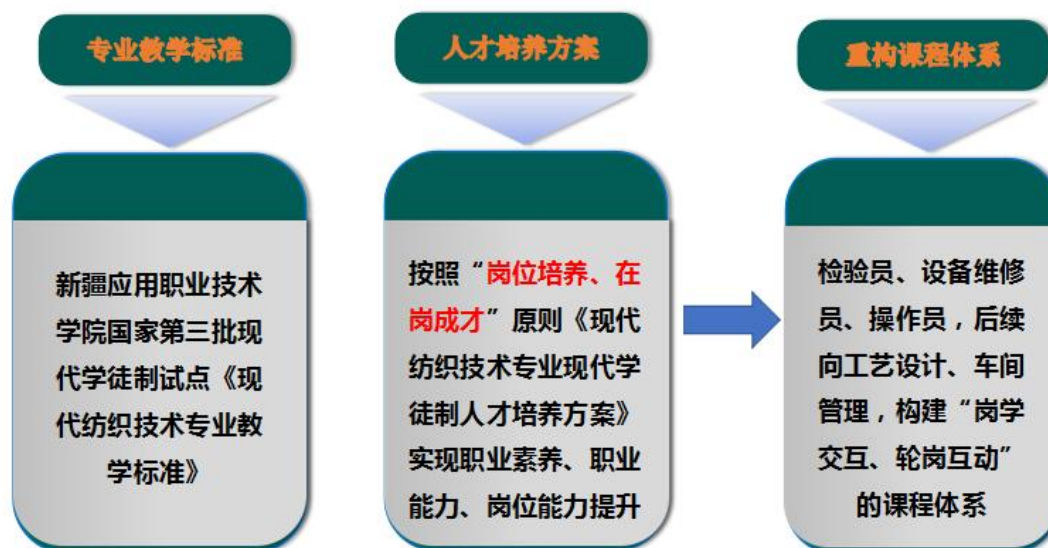 专业教学标准
人才培养方案
重构课程体系
新疆应用职业技术
学院国家第三批现
代学徒制试点《现
代纺织技术专业教
学标准》
按照“岗位培养、在
岗成才”原则《现代
纺织技术专业现代学
徒制人才培养方案》
实现职业素养、职业
能力、岗位能力提升
检验员、设备维修
员、操作员，后续
向工艺设计、车间
管理，构建“岗学
交互、轮岗互动”
的课程体系